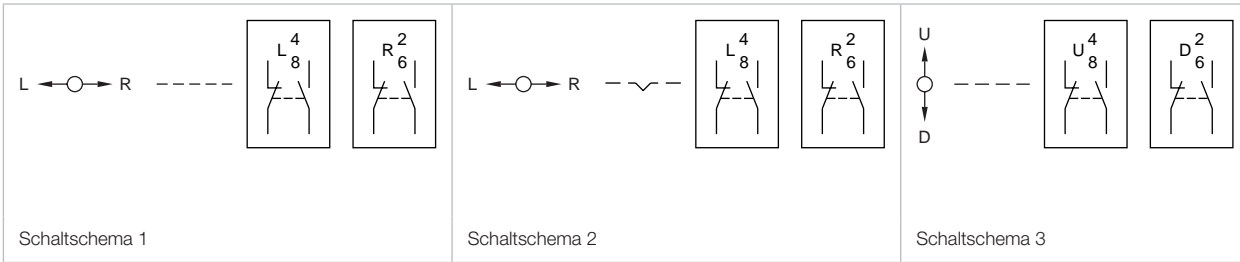 L R L 4 8 R 2 6
Schaltschema 1
L R L 4 8 R 2 6
Schaltschema 2
U
D
U 4 8 D 2 6
Schaltschema 3